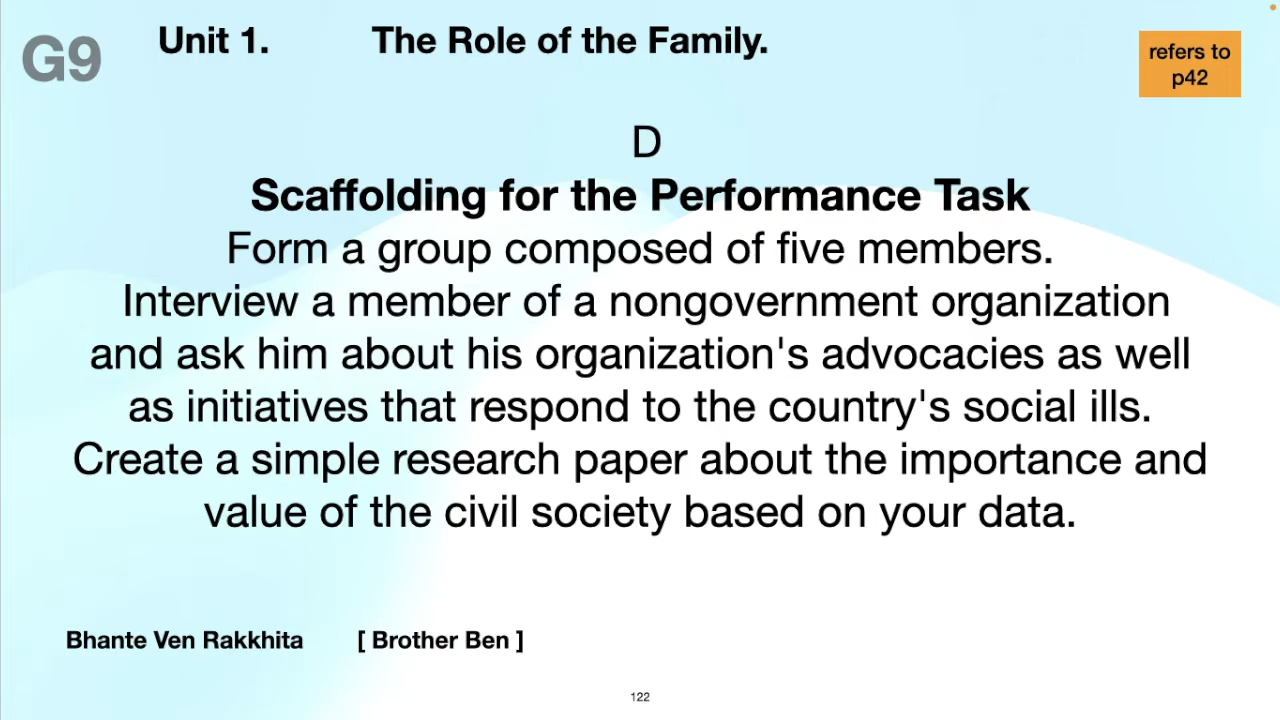 G9
Unit 1. The Role of the Family.
refers to
p42
D
Scaffolding for the Performance Task
Form a group composed of five members.
Interview a member of a nongovernment organization
and ask him about his organization's advocacies as well
as initiatives that respond to the country's social ills.
Create a simple research paper about the importance and
value of the civil society based on your data.
Bhante Ven Rakkhita [ Brother Ben ]
122